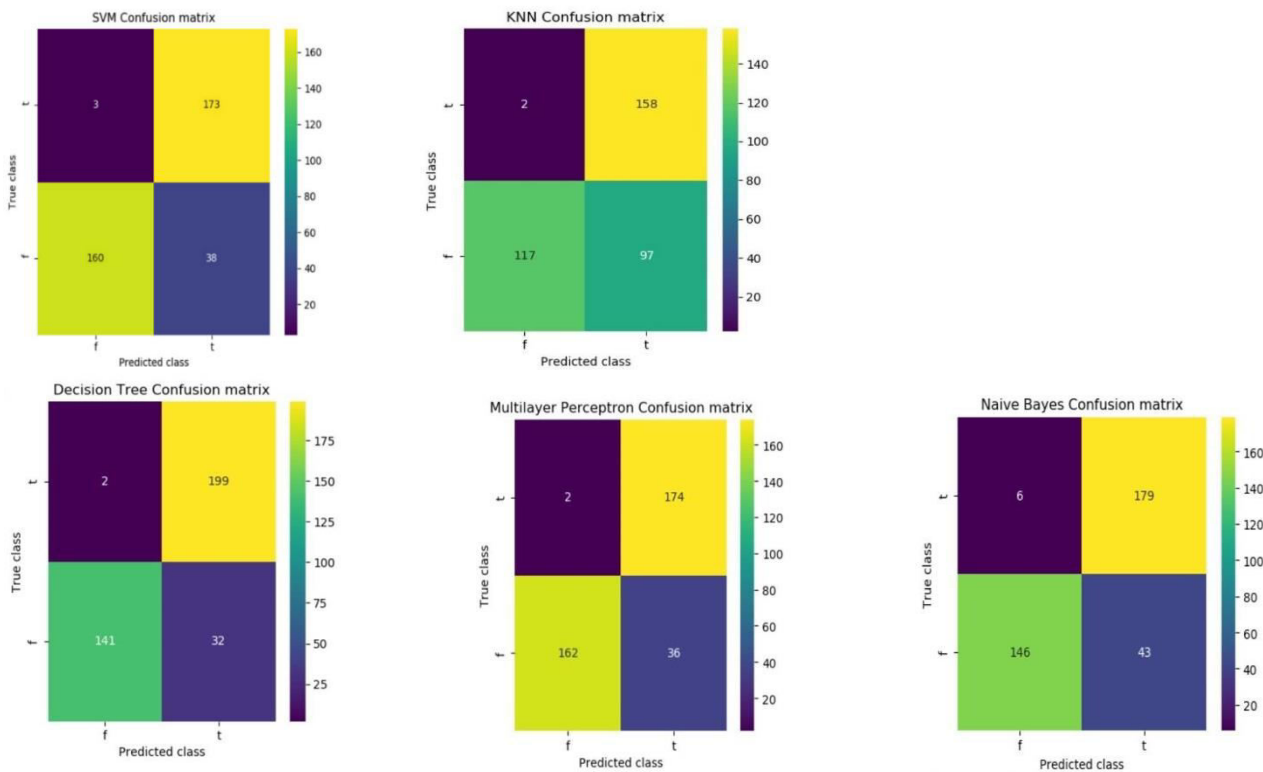 SVM Confusion matrix
t
3
173
True class
f
160
38
f
t
Predicted class
160
140
120
100
80
60
40
20
KNN Confusion matrix
t
2
158
True class
f
117
97
f
t
Predicted class
140
120
100
80
60
40
20
Decision Tree Confusion matrix
t
2
199
True class
f
141
32
f
t
Predicted class
175
150
125
100
75
50
25
Multilayer Perceptron Confusion matrix
t
2
174
True class
f
162
36
f
t
Predicted class
160
140
120
100
80
60
40
20
Naive Bayes Confusion matrix
t
6
179
True class
f
146
43
f
t
Predicted class
160
140
120
100
80
60
40
20